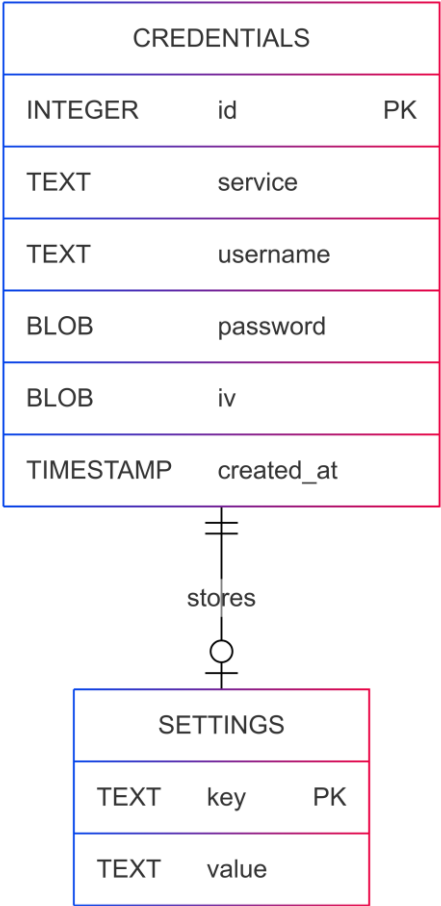 CREDENTIALS
INTEGER id PK
TEXT service
TEXT username
BLOB password
BLOB iv
TIMESTAMP created_at
stores
SETTINGS
TEXT key PK
TEXT value